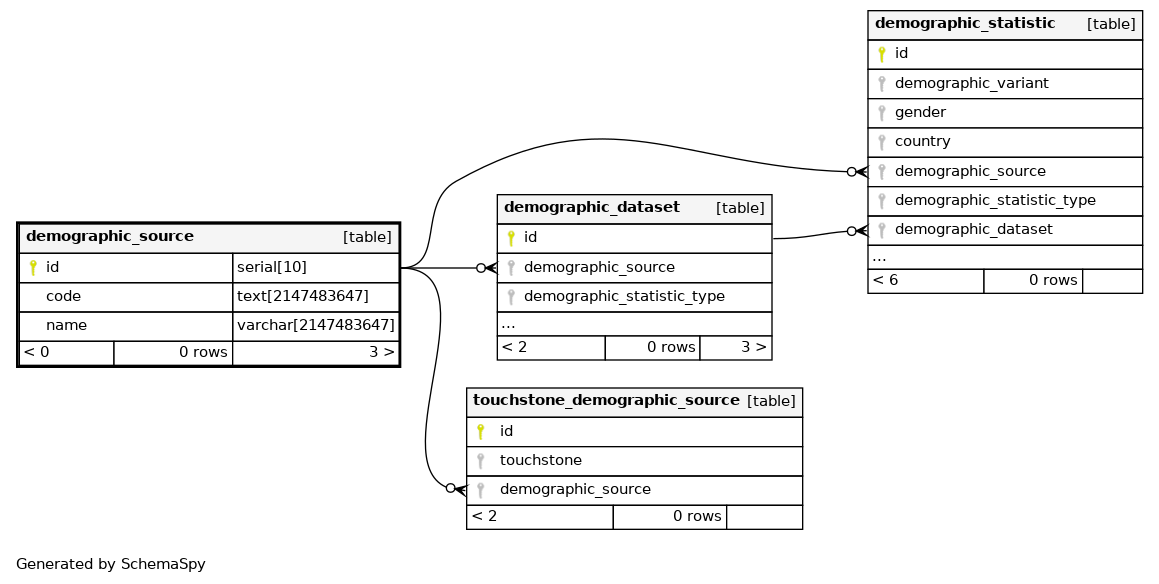 demographic_statistic [table]
id
demographic_variant
gender
country
demographic_source
demographic_statistic_type
demographic_dataset
...
< 6 0 rows
demographic_dataset [table]
id
demographic_source
demographic_statistic_type
...
< 2 0 rows 3 >
demographic_source [table]
id serial[10]
code text[2147483647]
name varchar[2147483647]
< 0 0 rows 3 >
touchstone_demographic_source [table]
id
touchstone
demographic_source
< 2 0 rows
Generated by SchemaSpy